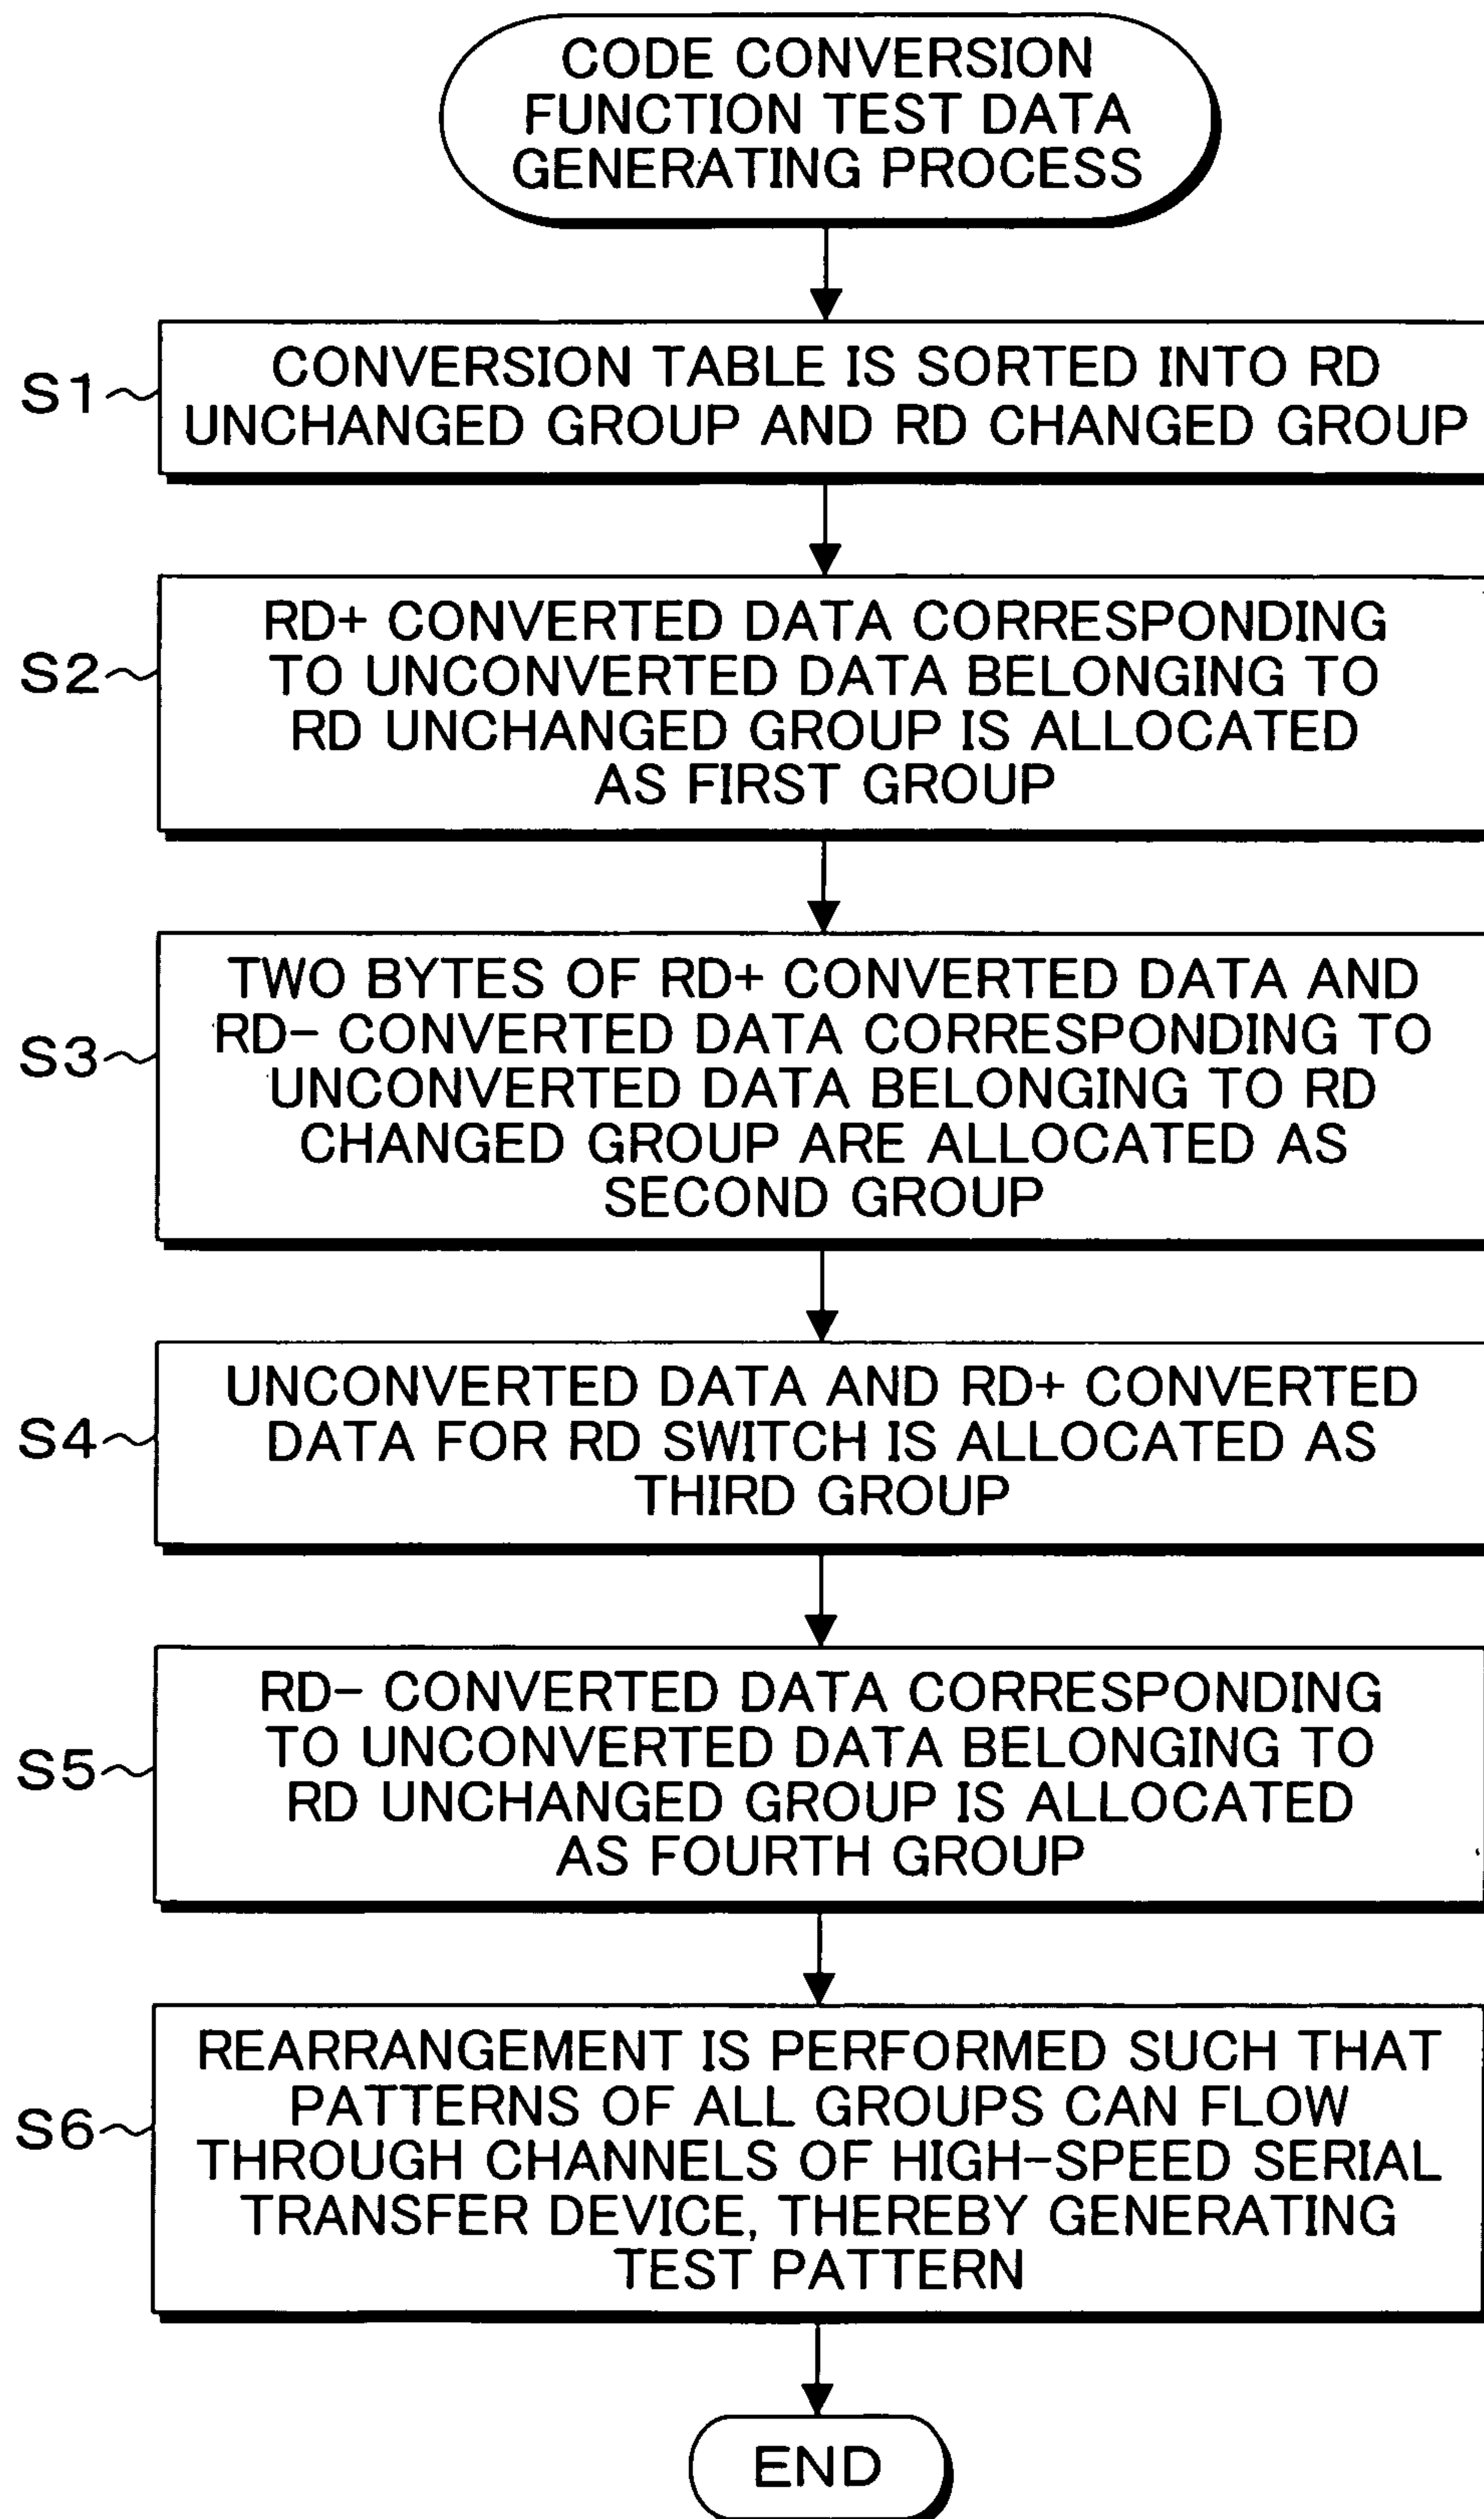 CODE CONVERSION
FUNCTION TEST DATA
GENERATING PROCESS
S1
CONVERSION TABLE IS SORTED INTO RD
UNCHANGED GROUP AND RD CHANGED GROUP
S2
RD+ CONVERTED DATA CORRESPONDING
TO UNCONVERTED DATA BELONGING TO
RD UNCHANGED GROUP IS ALLOCATED
AS FIRST GROUP
S3
TWO BYTES OF RD+ CONVERTED DATA AND
RD− CONVERTED DATA CORRESPONDING TO
UNCONVERTED DATA BELONGING TO RD
CHANGED GROUP ARE ALLOCATED AS
SECOND GROUP
S4
UNCONVERTED DATA AND RD+ CONVERTED
DATA FOR RD SWITCH IS ALLOCATED AS
THIRD GROUP
S5
RD− CONVERTED DATA CORRESPONDING
TO UNCONVERTED DATA BELONGING TO
RD UNCHANGED GROUP IS ALLOCATED
AS FOURTH GROUP
S6
REARRANGEMENT IS PERFORMED SUCH THAT
PATTERNS OF ALL GROUPS CAN FLOW
THROUGH CHANNELS OF HIGH-SPEED SERIAL
TRANSFER DEVICE, THEREBY GENERATING
TEST PATTERN
END